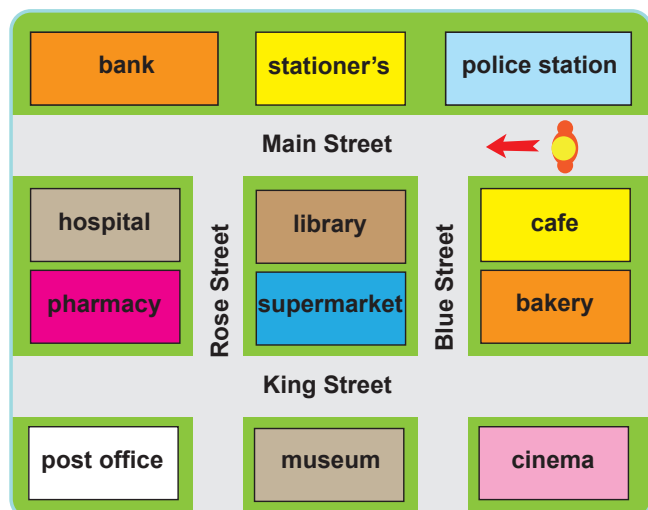 bank
stationer's
police station
Main Street
hospital
library
cafe
Rose Street
Blue Street
pharmacy
supermarket
bakery
King Street
post office
museum
cinema